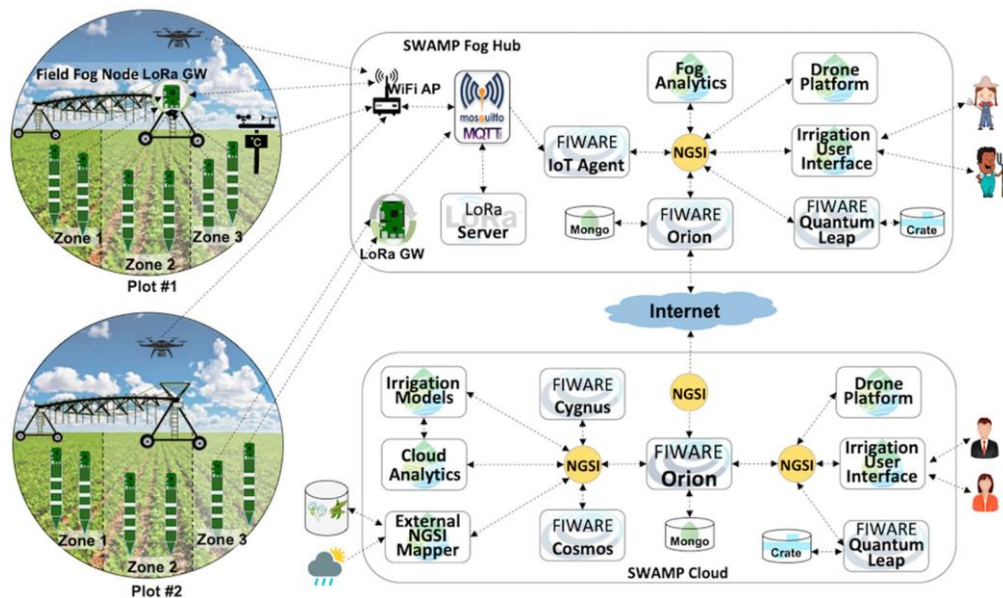 SWAMP Fog Hub
Field Fog Node LoRa GW
°C
Zone 1
Zone 2
Zone 3
Plot #1
WiFi AP
mosquitto
MQTT
LoRa GW
LoRa
Server
FIWARE
IoT Agent
Fog
Analytics
NGSI
Drone
Platform
Irrigation
User
Interface
Mongo
FIWARE
Orion
FIWARE
Quantum
Leap
Crate
Internet
Zone 1
Zone 2
Zone 3
Plot #2
Irrigation
Models
Cloud
Analytics
External
NGSI
Mapper
FIWARE
Cygnus
NGSI
FIWARE
Cosmos
NGSI
FIWARE
Orion
Mongo
NGSI
Drone
Platform
Irrigation
User
Interface
Crate
FIWARE
Quantum
Leap
SWAMP Cloud